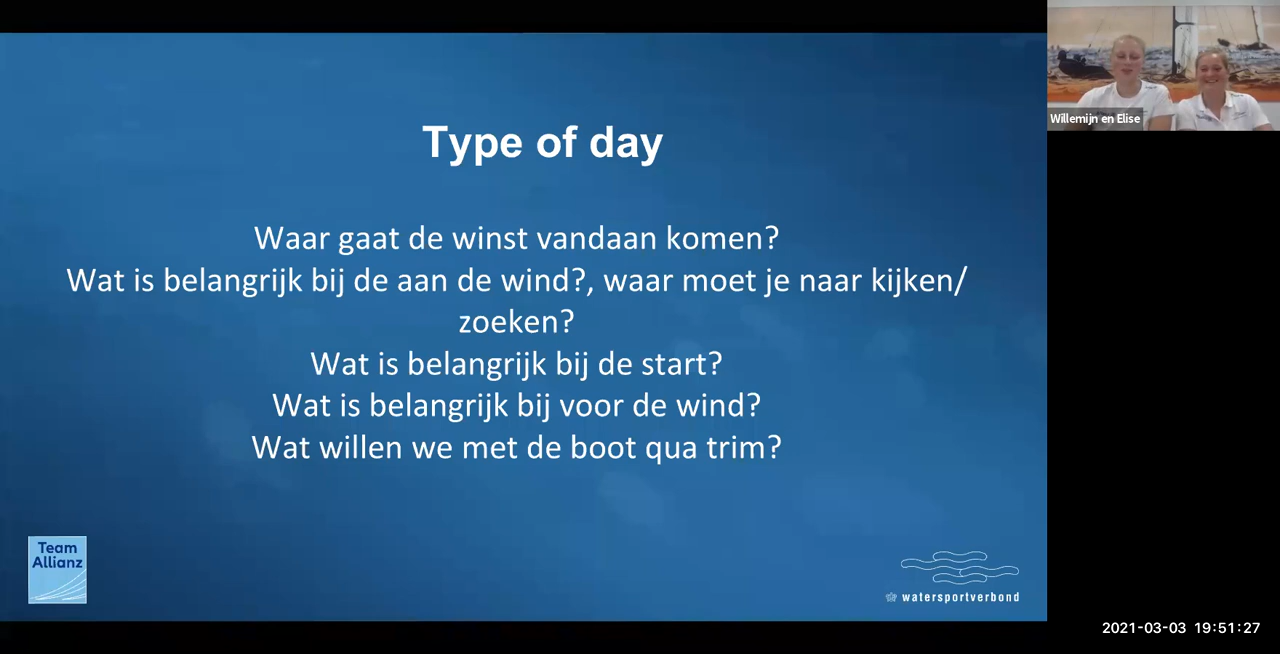 Type of day
Waar gaat de winst vandaan komen?
Wat is belangrijk bij de aan de wind?, waar moet je naar kijken/
zoeken?
Wat is belangrijk bij de start?
Wat is belangrijk bij voor de wind?
Wat willen we met de boot qua trim?
Team
Allianz
watersportverbond
Willemijn en Elise
2021-03-03 19:51:27